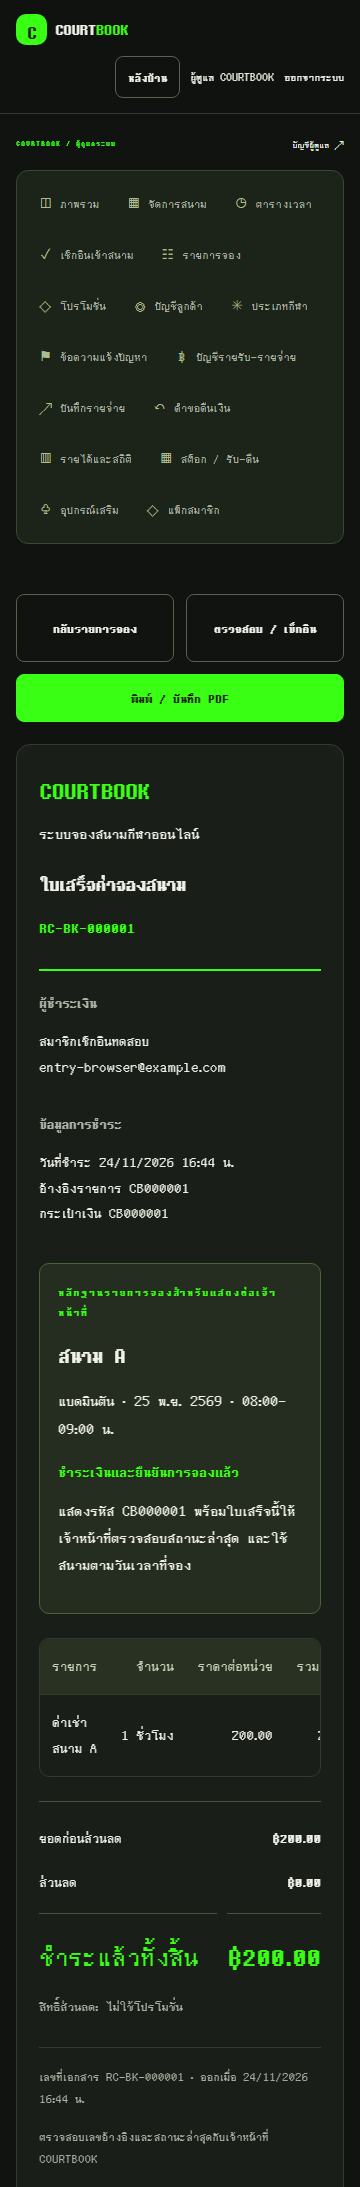 C COURTBOOK
หลังบ้าน ผู้ดูแล COURTBOOK ออกจากระบบ
COURTBOOK / ผู้ดูแลระบบ
บัญชีผู้ดูแล ↗
ภาพรวม จัดการสนาม ตารางเวลา
เช็กอินเข้าสนาม รายการจอง
โปรโมชั่น บัญชีลูกค้า ประเภทกีฬา
ข้อความแจ้งปัญหา ฿ บัญชีรายรับ-รายจ่าย
บันทึกรายจ่าย คำขอคืนเงิน
รายได้และสถิติ สต็อก / รับ-คืน
อุปกรณ์เสริม แพ็กสมาชิก
กลับรายการจอง ตรวจสอบ / เช็กอิน
พิมพ์ / บันทึก PDF
COURTBOOK
ระบบจองสนามกีฬาออนไลน์
ใบเสร็จค่าจองสนาม
RC-BK-000001
ผู้ชำระเงิน
สมาชิกเช็กอินทดสอบ
entry-browser@example.com
ข้อมูลการชำระ
วันที่ชำระ 24/11/2026 16:44 น.
อ้างอิงรายการ CB000001
กระเป๋าเงิน CB000001
หลักฐานรายการจองสำหรับแสดงต่อเจ้า
หน้าที่
สนาม A
แบดมินตัน · 25 พ.ย. 2569 · 08:00-
09:00 น.
ชำระเงินและยืนยันการจองแล้ว
แสดงรหัส CB000001 พร้อมใบเสร็จนี้ให้
เจ้าหน้าที่ตรวจสอบสถานะล่าสุด และใช้
สนามตามวันเวลาที่จอง
รายการ จำนวน ราคาต่อหน่วย รวม
ค่าเช่า
สนาม A 1 ชั่วโมง 200.00
ยอดก่อนส่วนลด ฿200.00
ส่วนลด ฿0.00
ชำระแล้วทั้งสิ้น ฿200.00
สิทธิ์ส่วนลด: ไม่ใช้โปรโมชั่น
เลขที่เอกสาร RC-BK-000001 · ออกเมื่อ 24/11/2026
16:44 น.
ตรวจสอบเลขอ้างอิงและสถานะล่าสุดกับเจ้าหน้าที่
COURTBOOK